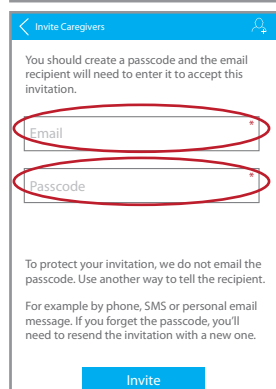 Invite Caregivers
You should create a passcode and the email
recipient will need to enter it to accept this
invitation.
Email *
Passcode *
To protect your invitation, we do not email the
passcode. Use another way to tell the recipient.
For example by phone, SMS or personal email
message. If you forget the passcode, you'll
need to resend the invitation with a new one.
Invite